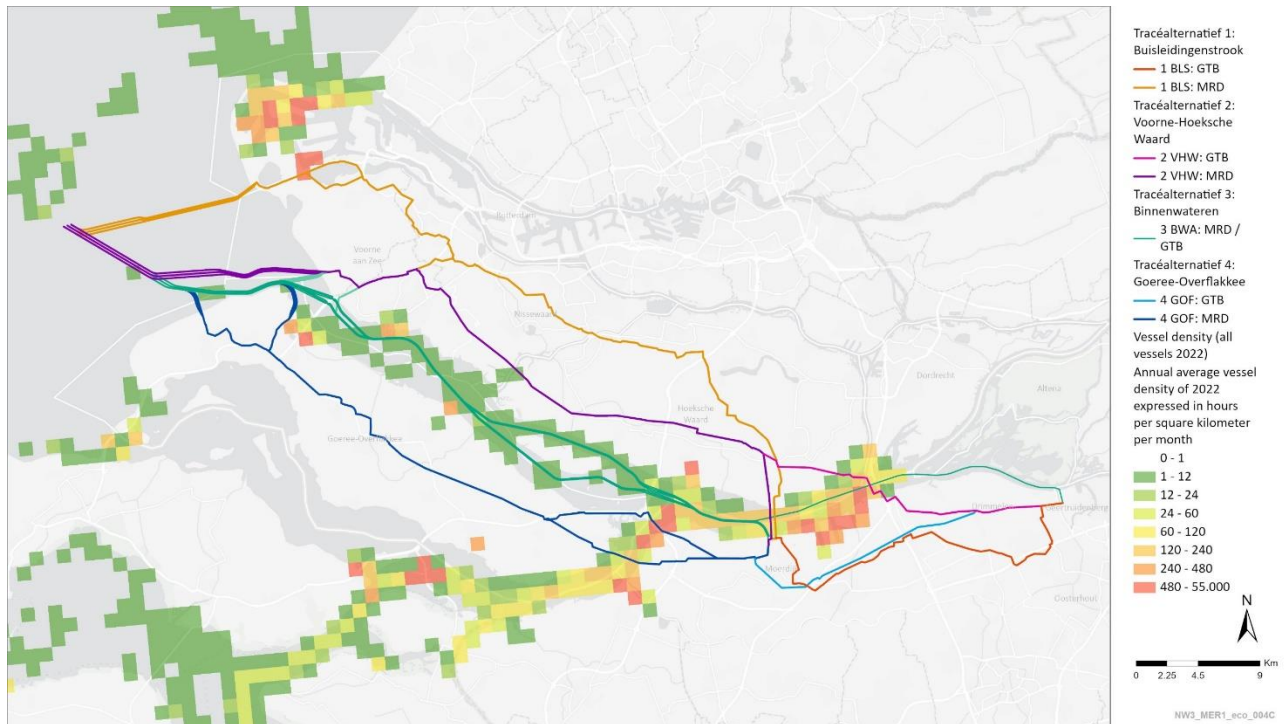 Rotterdam
Voorne
aan Zee
Nissewaard
Dordrecht
Altena
Hoeksche
Waard
Goeree-Overflakkee
Drimmelen
Geertruidenberg
Moerdijk
Oosterhout
Tracéalternatief 1:
Buisleidingenstrook
1 BLS: GTB
1 BLS: MRD
Tracéalternatief 2:
Voorne-Hoeksche
Waard
2 VHW: GTB
2 VHW: MRD
Tracéalternatief 3:
Binnenwateren
3 BWA: MRD /
GTB
Tracéalternatief 4:
Goeree-Overflakkee
4 GOF: GTB
4 GOF: MRD
Vessel density (all
vessels 2022)
Annual average vessel
density of 2022
expressed in hours
per square kilometer
per month
0 - 1
1 - 12
12 - 24
24 - 60
60 - 120
120 - 240
240 - 480
480 - 55.000
N
Km
0 2.25 4.5 9
NW3_MER1_eco_004C